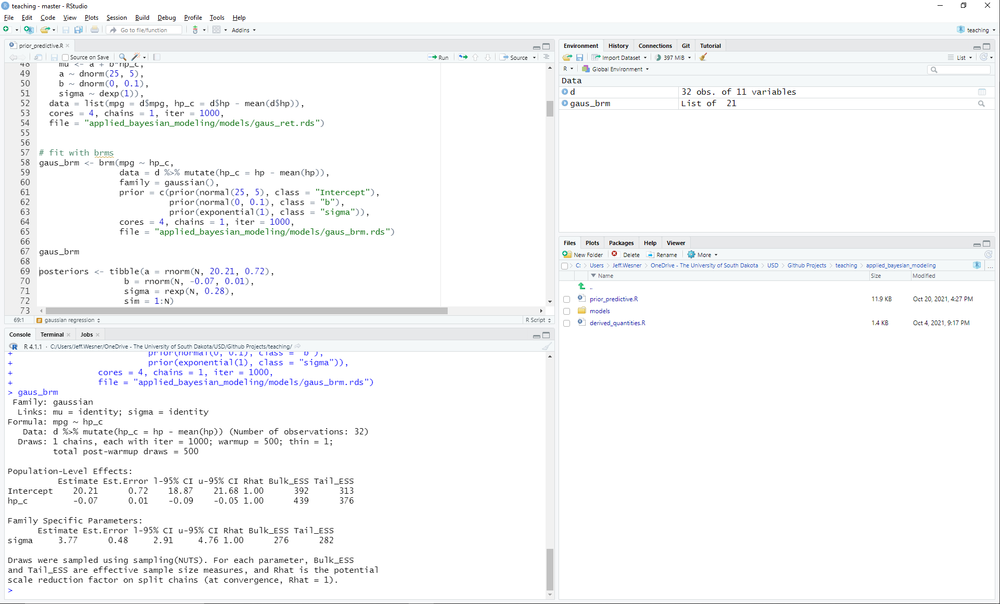 teaching - master - RStudio
File Edit Code View Plots Session Build Debug Profile Tools Help
Go to file/function Addins teaching
prior_predictive.R
Source on Save Run Source
48 mu <- a + b*hp_c,
49 a ~ dnorm(25, 5),
50 b ~ dnorm(0, 0.1),
51 sigma ~ dexp(1)),
52 data = list(mpg = d$mpg, hp_c = d$hp - mean(d$hp)),
53 cores = 4, chains = 1, iter = 1000,
54 file = "applied_bayesian_modeling/models/gaus_ret.rds")
55
56
57 # fit with brms
58 gaus_brm <- brm(mpg ~ hp_c,
59 data = d %>% mutate(hp_c = hp - mean(hp)),
60 family = gaussian(),
61 prior = c(prior(normal(25, 5), class = "Intercept"),
62 prior(normal(0, 0.1), class = "b"),
63 prior(exponential(1), class = "sigma")),
64 cores = 4, chains = 1, iter = 1000,
65 file = "applied_bayesian_modeling/models/gaus_brm.rds")
66
67 gaus_brm
68
69 posteriors <- tibble(a = rnorm(N, 20.21, 0.72),
70 b = rnorm(N, -0.07, 0.01),
71 sigma = rexp(N, 0.28),
72 sim = 1:N)
73
69:1 # gaussian regression R Script
Console Terminal Jobs
R 4.1.1 · C:/Users/Jeff.Wesner/OneDrive - The University of South Dakota/USD/Github Projects/teaching/
+ prior(normal(0, 0.1), class = "b"),
+ prior(exponential(1), class = "sigma")),
+ cores = 4, chains = 1, iter = 1000,
+ file = "applied_bayesian_modeling/models/gaus_brm.rds")
> gaus_brm
Family: gaussian
Links: mu = identity; sigma = identity
Formula: mpg ~ hp_c
Data: d %>% mutate(hp_c = hp - mean(hp)) (Number of observations: 32)
Draws: 1 chains, each with iter = 1000; warmup = 500; thin = 1;
total post-warmup draws = 500
Population-Level Effects:
Estimate Est.Error l-95% CI u-95% CI Rhat Bulk_ESS Tail_ESS
Intercept 20.21 0.72 18.87 21.68 1.00 392 313
hp_c -0.07 0.01 -0.09 -0.05 1.00 439 376
Family Specific Parameters:
Estimate Est.Error l-95% CI u-95% CI Rhat Bulk_ESS Tail_ESS
sigma 3.77 0.48 2.91 4.76 1.00 276 282
Draws were sampled using sampling(NUTS). For each parameter, Bulk_ESS
and Tail_ESS are effective sample size measures, and Rhat is the potential
scale reduction factor on split chains (at convergence, Rhat = 1).
>
Environment History Connections Git Tutorial
Import Dataset 397 MiB List
R Global Environment
Data
d 32 obs. of 11 variables
gaus_brm List of 21
Files Plots Packages Help Viewer
New Folder Delete Rename More
C: > Users > Jeff.Wesner > OneDrive - The University of South Dakota > USD > Github Projects > teaching > applied_bayesian_modeling ...
Name Size Modified
..
prior_predictive.R 11.9 KB Oct 20, 2021, 4:27 PM
models
derived_quantities.R 1.4 KB Oct 4, 2021, 9:17 PM